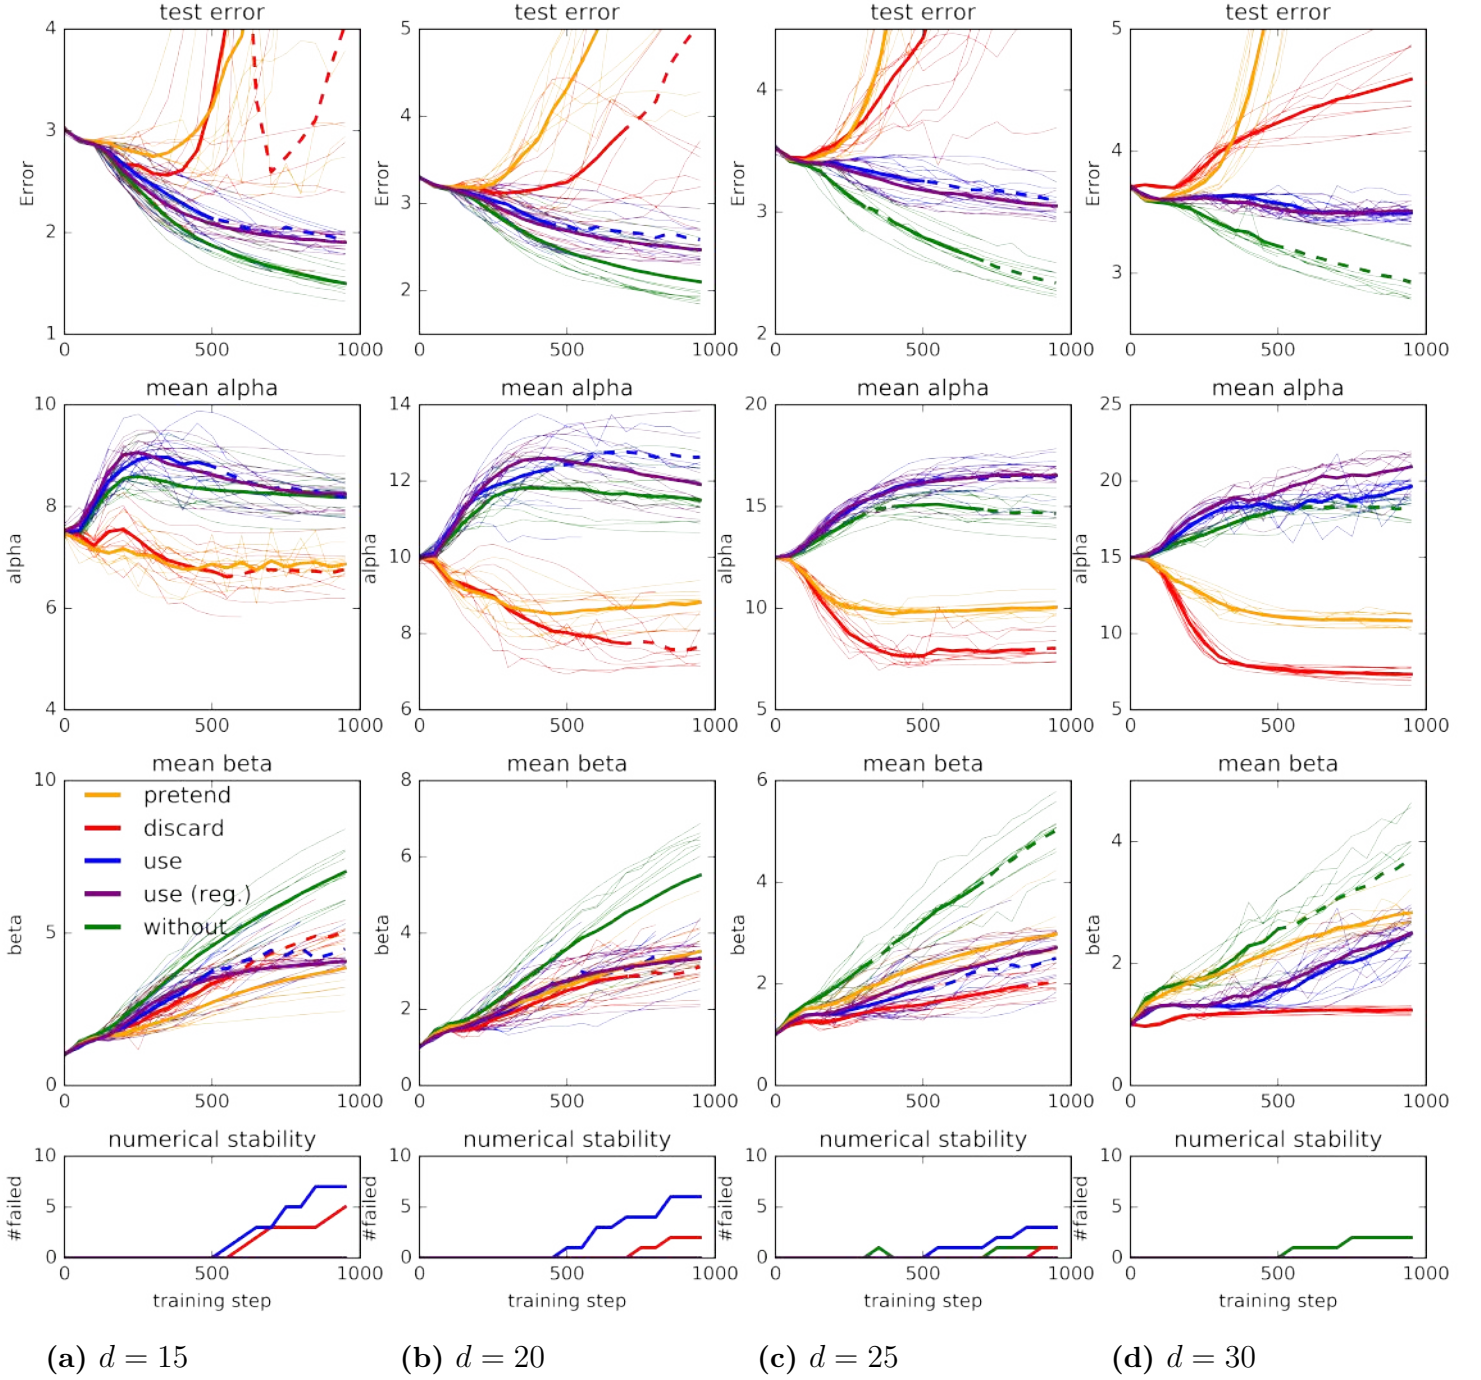 test error test error test error test error
4 5 5
4
3 4 4
Error Error Error Error
3 3
2 3
2
1 2
0 500 1000 0 500 1000 0 500 1000 0 500 1000
mean alpha mean alpha mean alpha mean alpha
10 14 20 25
12 20
8 15
alpha alpha alpha alpha
10 15
6 10
8 10
4 6 5 5
0 500 1000 0 500 1000 0 500 1000 0 500 1000
mean beta mean beta mean beta mean beta
10 8 6
pretend
discard
use
use (reg.)
without
6 4 4
beta beta beta beta
5 4
2 2
2
0 0 0 0
0 500 1000 0 500 1000 0 500 1000 0 500 1000
numerical stability numerical stability numerical stability numerical stability
10 10 10 10
#failed #failed #failed #failed
5 5 5 5
0 0 0 0
0 500 1000 0 500 1000 0 500 1000 0 500 1000
training step training step training step training step
(a) d = 15 (b) d = 20 (c) d = 25 (d) d = 30